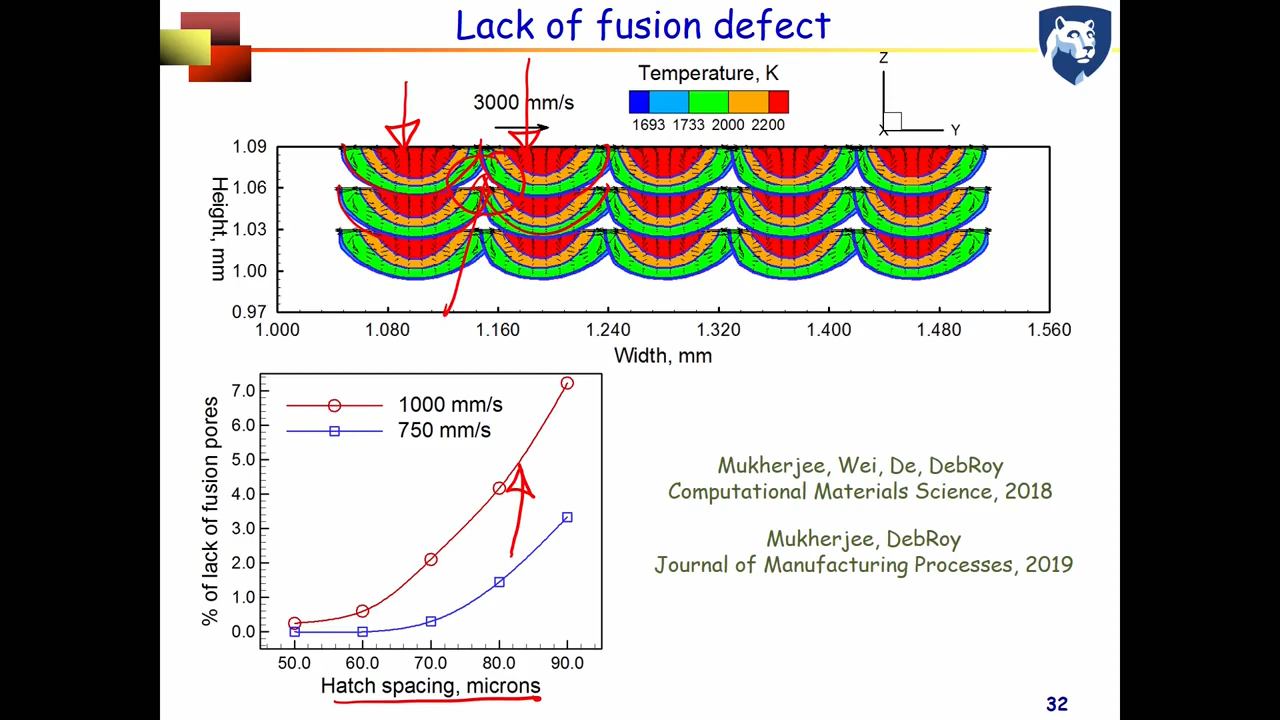 Lack of fusion defect
Temperature, K
3000 mm/s
1693 1733 2000 2200
Z
X
Y
Height, mm
1.09
1.06
1.03
1.00
0.97
1.000 1.080 1.160 1.240 1.320 1.400 1.480 1.560
Width, mm
% of lack of fusion pores
7.0
6.0
5.0
4.0
3.0
2.0
1.0
0.0
1000 mm/s
750 mm/s
50.0 60.0 70.0 80.0 90.0
Hatch spacing, microns
Mukherjee, Wei, De, DebRoy
Computational Materials Science, 2018
Mukherjee, DebRoy
Journal of Manufacturing Processes, 2019
32